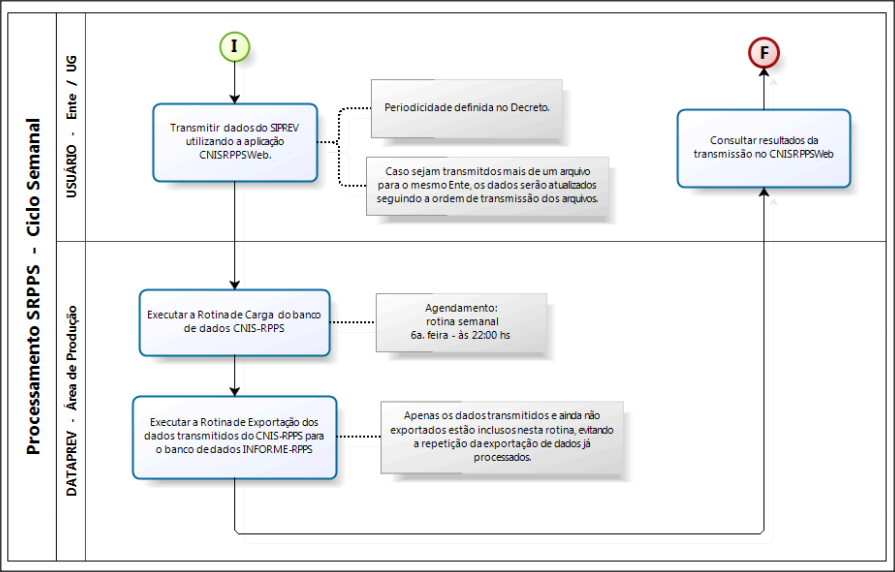 Processamento SRPPS - Ciclo Semanal
USUÁRIO - Ente / UG
I
F
Transmitir dados do SIPREV
utilizando a aplicação
CNISRPPSWeb.
Periodicidade definida no Decreto.
Caso sejam transmitdos mais de um arquivo
para o mesmo Ente, os dados serão atualizados
seguindo a ordem de transmissão dos arquivos.
Consultar resultados da
transmissão no CNISRPPSWeb
DATAPREV - Área de Produção
Executar a Rotina de Carga do banco
de dados CNIS-RPPS
Agendamento:
rotina semanal
6a. feira - às 22:00 hs
Executar a Rotina de Exportação dos
dados transmitidos do CNIS-RPPS para
o banco de dados INFORME-RPPS
Apenas os dados transmitidos e ainda não
exportados estão inclusos nesta rotina, evitando
a repetição da exportação de dados já
processados.